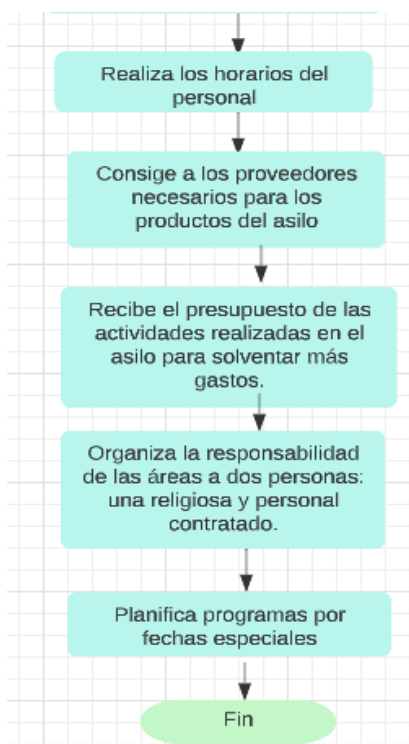 Realiza los horarios del
personal
Consige a los proveedores
necesarios para los
productos del asilo
Recibe el presupuesto de las
actividades realizadas en el
asilo para solventar más
gastos.
Organiza la responsabilidad
de las áreas a dos personas:
una religiosa y personal
contratado.
Planifica programas por
fechas especiales
Fin